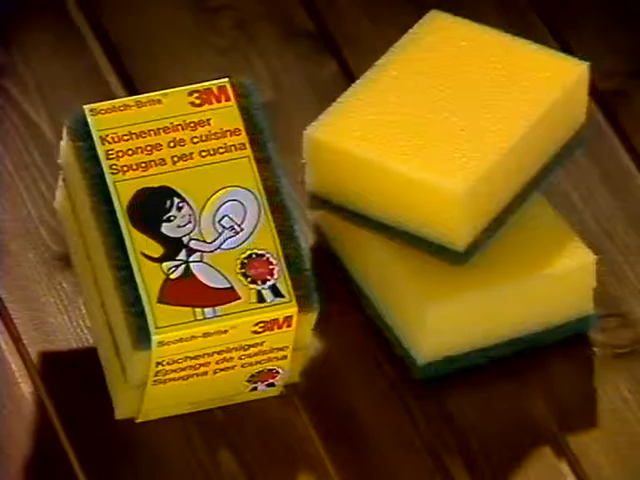 Scotch-Brite 3M
Küchenreiniger
Eponge de cuisine
Spugna per cucina
Scotch-Brite™ 3M
Küchenreiniger
Eponge de cuisine
Spugna per cucina